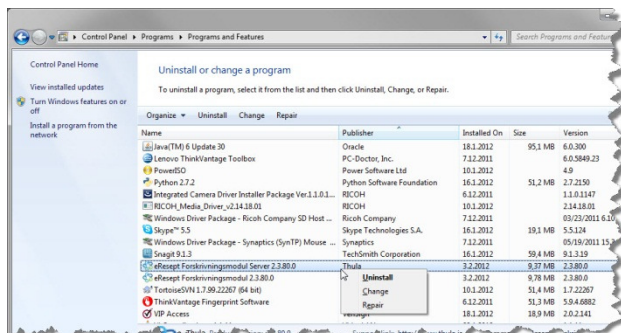 Control Panel ▸ Programs ▸ Programs and Features
Search Programs and Featur
Control Panel Home
View installed updates
Turn Windows features on or off
Install a program from the network
Uninstall or change a program
To uninstall a program, select it from the list and then click Uninstall, Change, or Repair.
Organize Uninstall Change Repair
Name Publisher Installed On Size Version
Java(TM) 6 Update 30 Oracle 18.1.2012 95,1 MB 6.0.300
Lenovo ThinkVantage Toolbox PC-Doctor, Inc. 7.12.2011 6.0.5849.23
PowerISO Power Software Ltd 10.1.2012 4.9
Python 2.7.2 Python Software Foundation 16.1.2012 51,2 MB 2.7.2150
Integrated Camera Driver Installer Package Ver.1.1.0.1... RICOH 6.12.2011 1.1.0.1147
RICOH_Media_Driver_v2.14.18.01 RICOH 10.1.2012 2.14.18.01
Windows Driver Package - Ricoh Company SD Host ... Ricoh Company 7.12.2011 03/23/2011 6.10
Skype™ 5.5 Skype Technologies S.A. 16.1.2012 19,1 MB 5.5.124
Windows Driver Package - Synaptics (SynTP) Mouse ... Synaptics 7.12.2011 05/19/2011 15.3
Snagit 9.1.3 TechSmith Corporation 16.1.2012 59,4 MB 9.1.3.19
eResept Forskrivningsmodul Server 2.3.80.0 Thula 3.2.2012 9,37 MB 2.3.80.0
eResept Forskrivningsmodul 2.3.80.0 3.2.2012 9,78 MB 2.3.80.0
TortoiseSVN 1.7.99.22267 (64 bit) 10.1.2012 51,4 MB 1.7.22267
ThinkVantage Fingerprint Software 2.2.2012 51,3 MB 5.9.4.6882
VIP Access Verisign 18.1.2012 18,9 MB 2.0.2.141
Uninstall
Change
Repair